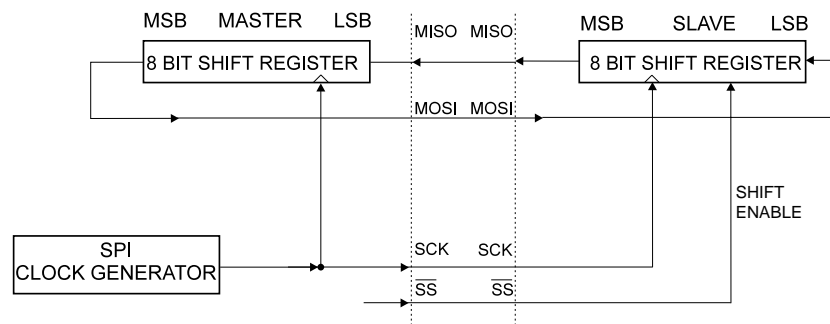 MSB MASTER LSB MISO MISO MSB SLAVE LSB
8 BIT SHIFT REGISTER 8 BIT SHIFT REGISTER
MOSI MOSI
SHIFT
ENABLE
SPI
CLOCK GENERATOR
SCK SCK
SS SS